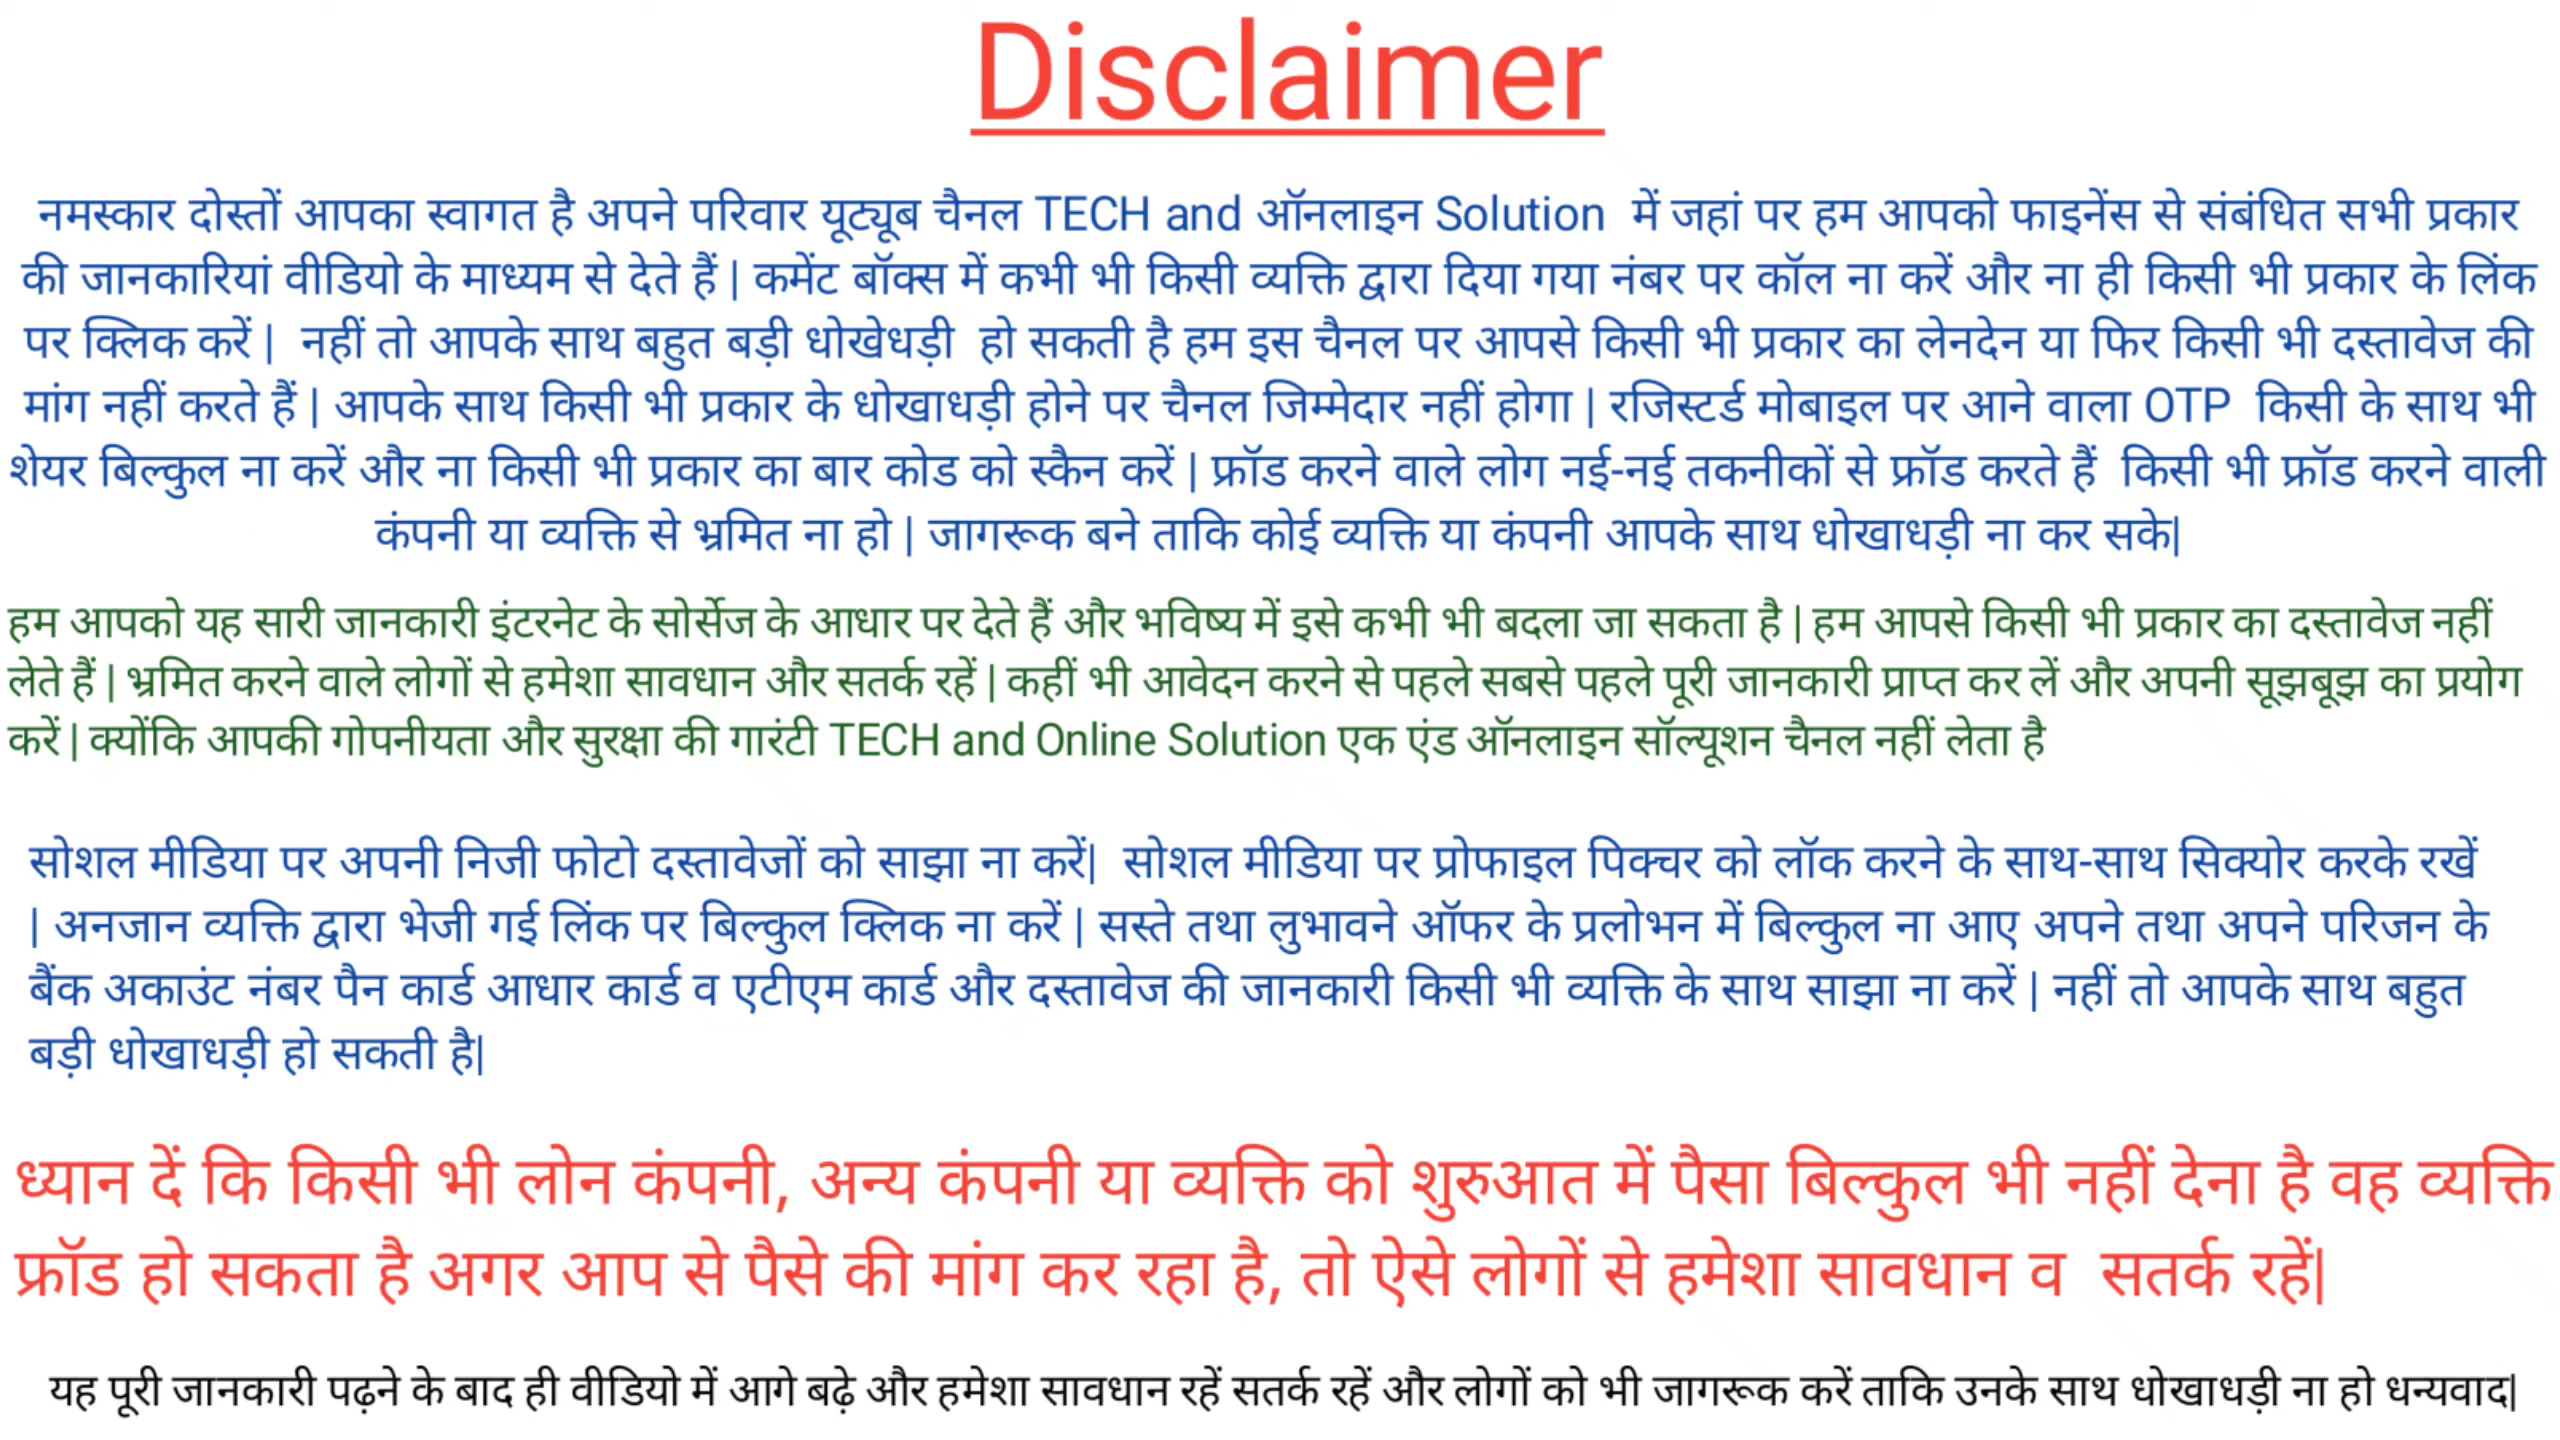 Disclaimer
नमस्कार दोस्तों आपका स्वागत है अपने परिवार यूट्यूब चैनल TECH and ऑनलाइन Solution में जहां पर हम आपको फाइनेंस से संबंधित सभी प्रकार
की जानकारियां वीडियो के माध्यम से देते हैं | कमेंट बॉक्स में कभी भी किसी व्यक्ति द्वारा दिया गया नंबर पर कॉल ना करें और ना ही किसी भी प्रकार के लिंक
पर क्लिक करें | नहीं तो आपके साथ बहुत बड़ी धोखेधड़ी हो सकती है हम इस चैनल पर आपसे किसी भी प्रकार का लेनदेन या फिर किसी भी दस्तावेज की
मांग नहीं करते हैं | आपके साथ किसी भी प्रकार के धोखाधड़ी होने पर चैनल जिम्मेदार नहीं होगा | रजिस्टर्ड मोबाइल पर आने वाला OTP किसी के साथ भी
शेयर बिल्कुल ना करें और ना किसी भी प्रकार का बार कोड को स्कैन करें | फ्रॉड करने वाले लोग नई-नई तकनीकों से फ्रॉड करते हैं किसी भी फ्रॉड करने वाली
कंपनी या व्यक्ति से भ्रमित ना हो | जागरूक बने ताकि कोई व्यक्ति या कंपनी आपके साथ धोखाधड़ी ना कर सके|
हम आपको यह सारी जानकारी इंटरनेट के सोर्सेज के आधार पर देते हैं और भविष्य में इसे कभी भी बदला जा सकता है | हम आपसे किसी भी प्रकार का दस्तावेज नहीं
लेते हैं | भ्रमित करने वाले लोगों से हमेशा सावधान और सतर्क रहें | कहीं भी आवेदन करने से पहले सबसे पहले पूरी जानकारी प्राप्त कर लें और अपनी सूझबूझ का प्रयोग
करें | क्योंकि आपकी गोपनीयता और सुरक्षा की गारंटी TECH and Online Solution एक एंड ऑनलाइन सॉल्यूशन चैनल नहीं लेता है
सोशल मीडिया पर अपनी निजी फोटो दस्तावेजों को साझा ना करें| सोशल मीडिया पर प्रोफाइल पिक्चर को लॉक करने के साथ-साथ सिक्योर करके रखें
| अनजान व्यक्ति द्वारा भेजी गई लिंक पर बिल्कुल क्लिक ना करें | सस्ते तथा लुभावने ऑफर के प्रलोभन में बिल्कुल ना आए अपने तथा अपने परिजन के
बैंक अकाउंट नंबर पैन कार्ड आधार कार्ड व एटीएम कार्ड और दस्तावेज की जानकारी किसी भी व्यक्ति के साथ साझा ना करें | नहीं तो आपके साथ बहुत
बड़ी धोखाधड़ी हो सकती है|
ध्यान दें कि किसी भी लोन कंपनी, अन्य कंपनी या व्यक्ति को शुरुआत में पैसा बिल्कुल भी नहीं देना है वह व्यक्ति
फ्रॉड हो सकता है अगर आप से पैसे की मांग कर रहा है, तो ऐसे लोगों से हमेशा सावधान व सतर्क रहें|
यह पूरी जानकारी पढ़ने के बाद ही वीडियो में आगे बढ़े और हमेशा सावधान रहें सतर्क रहें और लोगों को भी जागरूक करें ताकि उनके साथ धोखाधड़ी ना हो धन्यवाद|